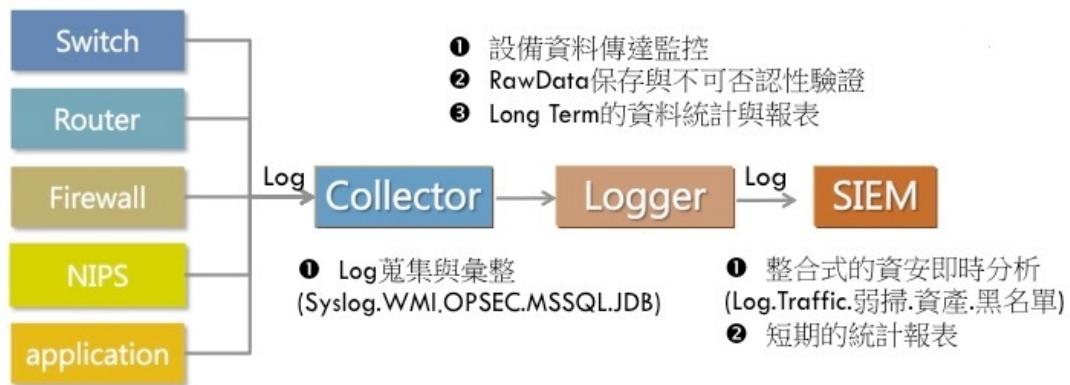 Switch
Router
Firewall
NIPS
application
Log
Collector
Logger
Log
SIEM
❶ 設備資料傳達監控
❷ RawData保存與不可否認性驗證
❸ Long Term的資料統計與報表
❶ Log蒐集與彙整
(Syslog.WMI.OPSEC.MSSQL.JDB)
❶ 整合式的資安即時分析
(Log.Traffic.弱掃.資產.黑名單)
❷ 短期的統計報表